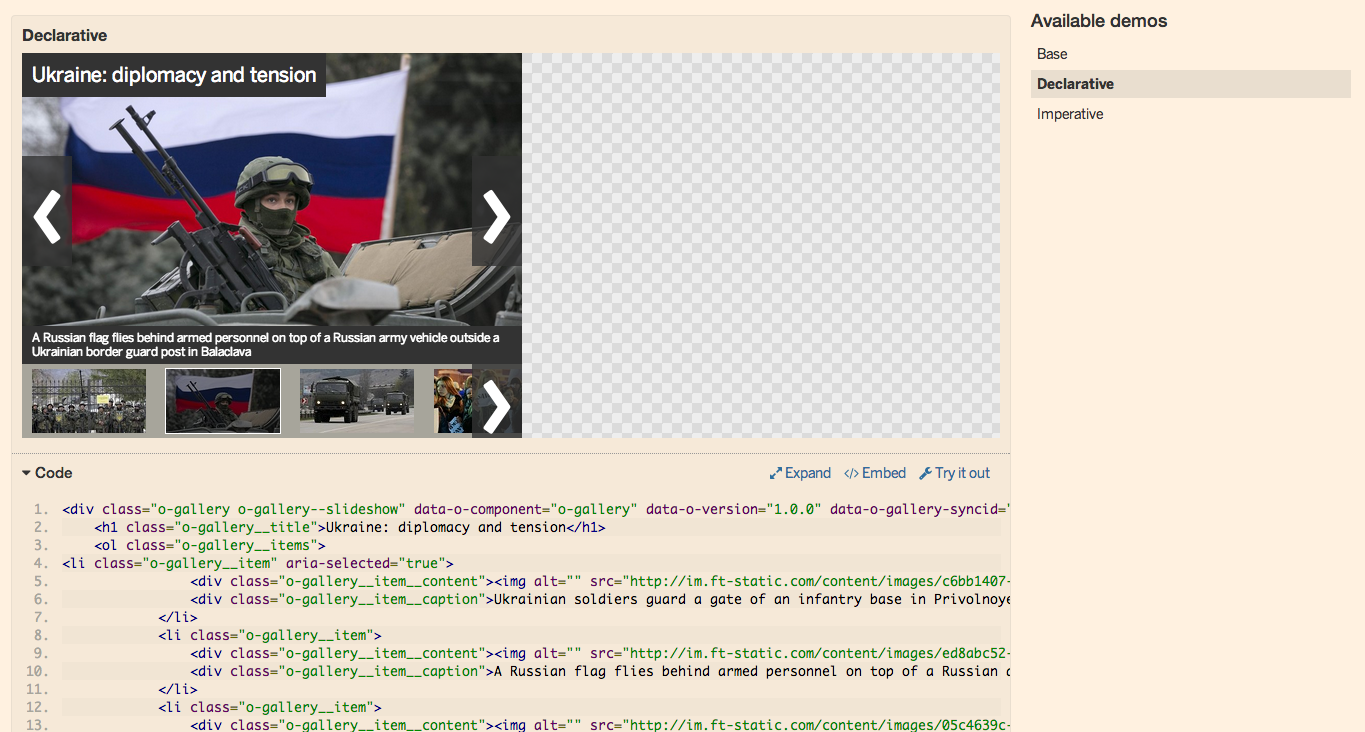 Declarative
Ukraine: diplomacy and tension
A Russian flag flies behind armed personnel on top of a Russian army vehicle outside a
Ukrainian border guard post in Balaclava
Code
Expand
</> Embed
Try it out
1. <div class="o-gallery o-gallery--slideshow" data-o-component="o-gallery" data-o-version="1.0.0" data-o-gallery-syncid="
2. <h1 class="o-gallery__title">Ukraine: diplomacy and tension</h1>
3. <ol class="o-gallery__items">
4. <li class="o-gallery__item" aria-selected="true">
5. <div class="o-gallery__item__content"><img alt="" src="http://im.ft-static.com/content/images/c6bb1407-
6. <div class="o-gallery__item__caption">Ukrainian soldiers guard a gate of an infantry base in Privolnoye
7. </li>
8. <li class="o-gallery__item">
9. <div class="o-gallery__item__content"><img alt="" src="http://im.ft-static.com/content/images/ed8abc52-
10. <div class="o-gallery__item__caption">A Russian flag flies behind armed personnel on top of a Russian
11. </li>
12. <li class="o-gallery__item">
13. <div class="o-gallery__item__content"><img alt="" src="http://im.ft-static.com/content/images/05c4639c-
Available demos
Base
Declarative
Imperative